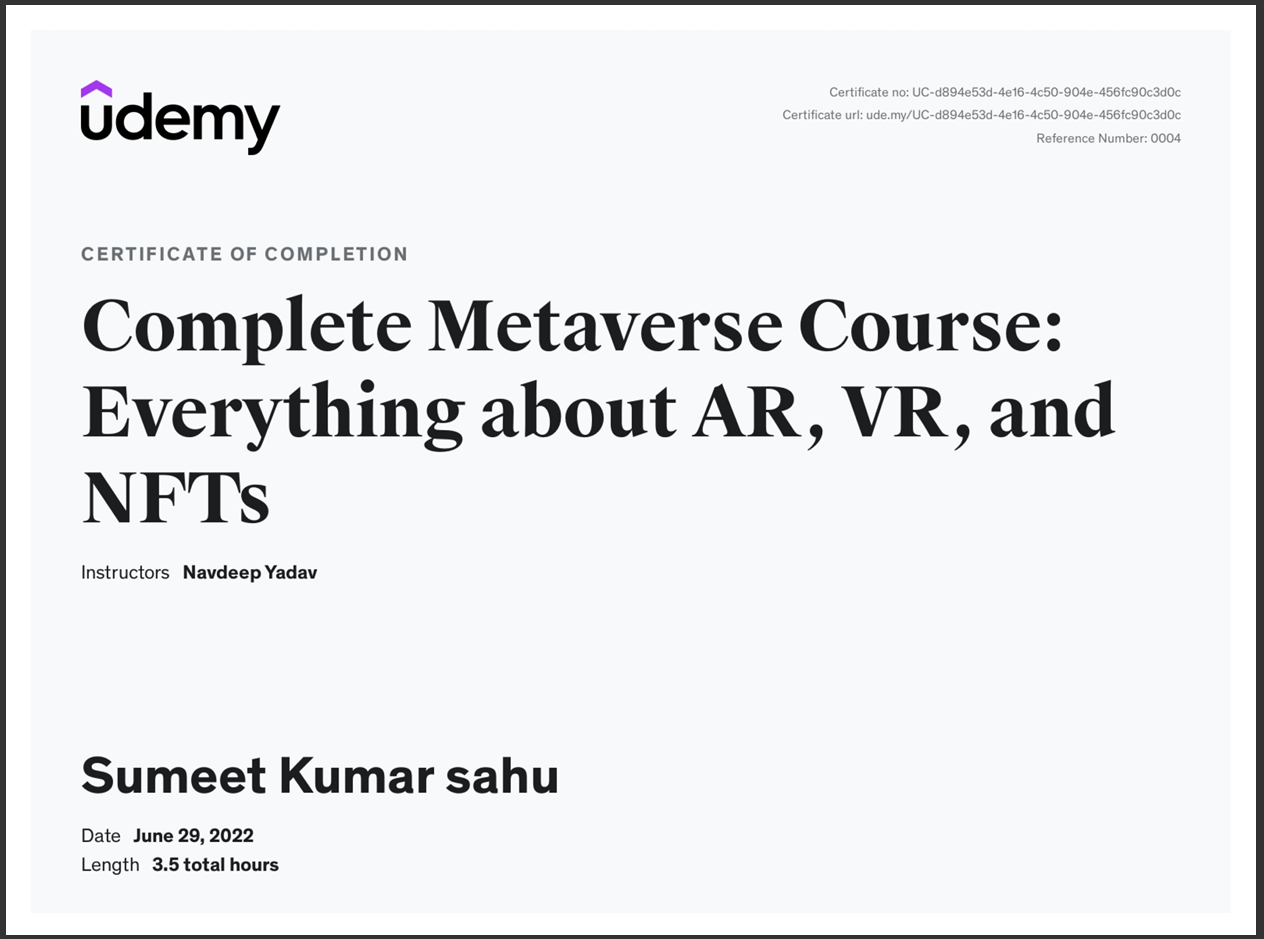 udemy
Certificate no: UC-d894e53d-4e16-4c50-904e-456fc90c3d0c
Certificate url: ude.my/UC-d894e53d-4e16-4c50-904e-456fc90c3d0c
Reference Number: 0004
CERTIFICATE OF COMPLETION
Complete Metaverse Course:
Everything about AR, VR, and
NFTs
Instructors Navdeep Yadav
Sumeet Kumar sahu
Date June 29, 2022
Length 3.5 total hours